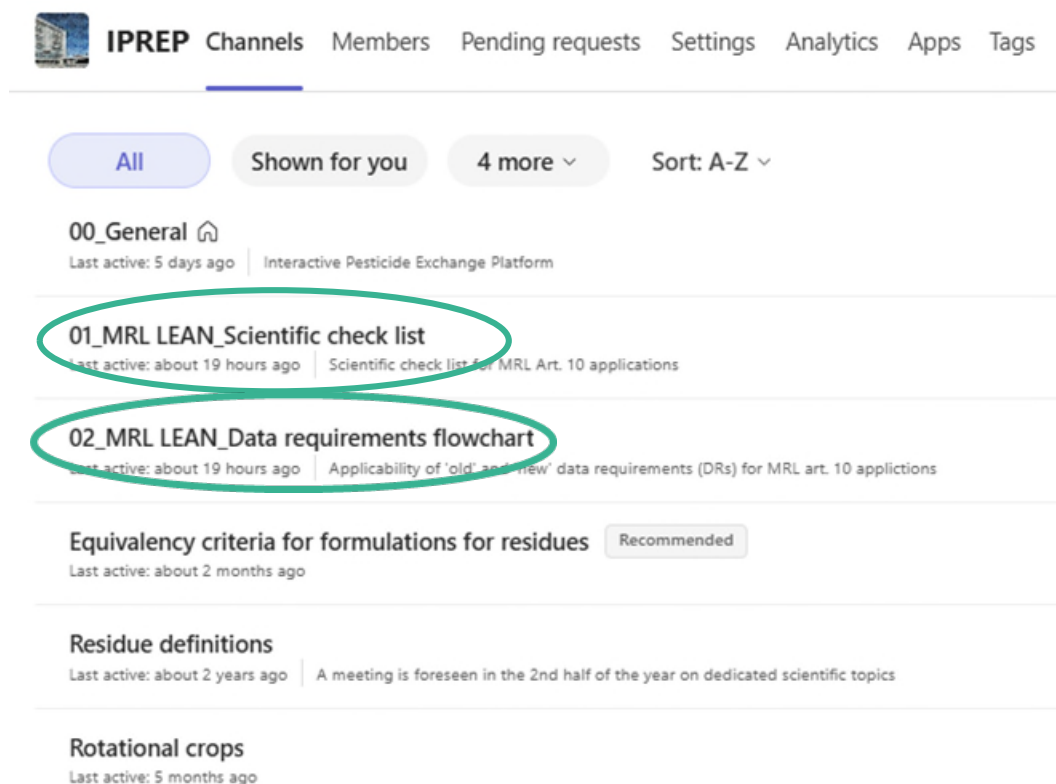 IPREP Channels Members Pending requests Settings Analytics Apps Tags
All Shown for you 4 more Sort: A-Z
00_General
Last active: 5 days ago Interactive Pesticide Exchange Platform
01_MRL LEAN_Scientific check list
Last active: about 19 hours ago Scientific check list for MRL Art. 10 applications
02_MRL LEAN_Data requirements flowchart
Last active: about 19 hours ago Applicability of 'old' and 'new' data requirements (DRs) for MRL art. 10 applictions
Equivalency criteria for formulations for residues Recommended
Last active: about 2 months ago
Residue definitions
Last active: about 2 years ago A meeting is foreseen in the 2nd half of the year on dedicated scientific topics
Rotational crops
Last active: 5 months ago